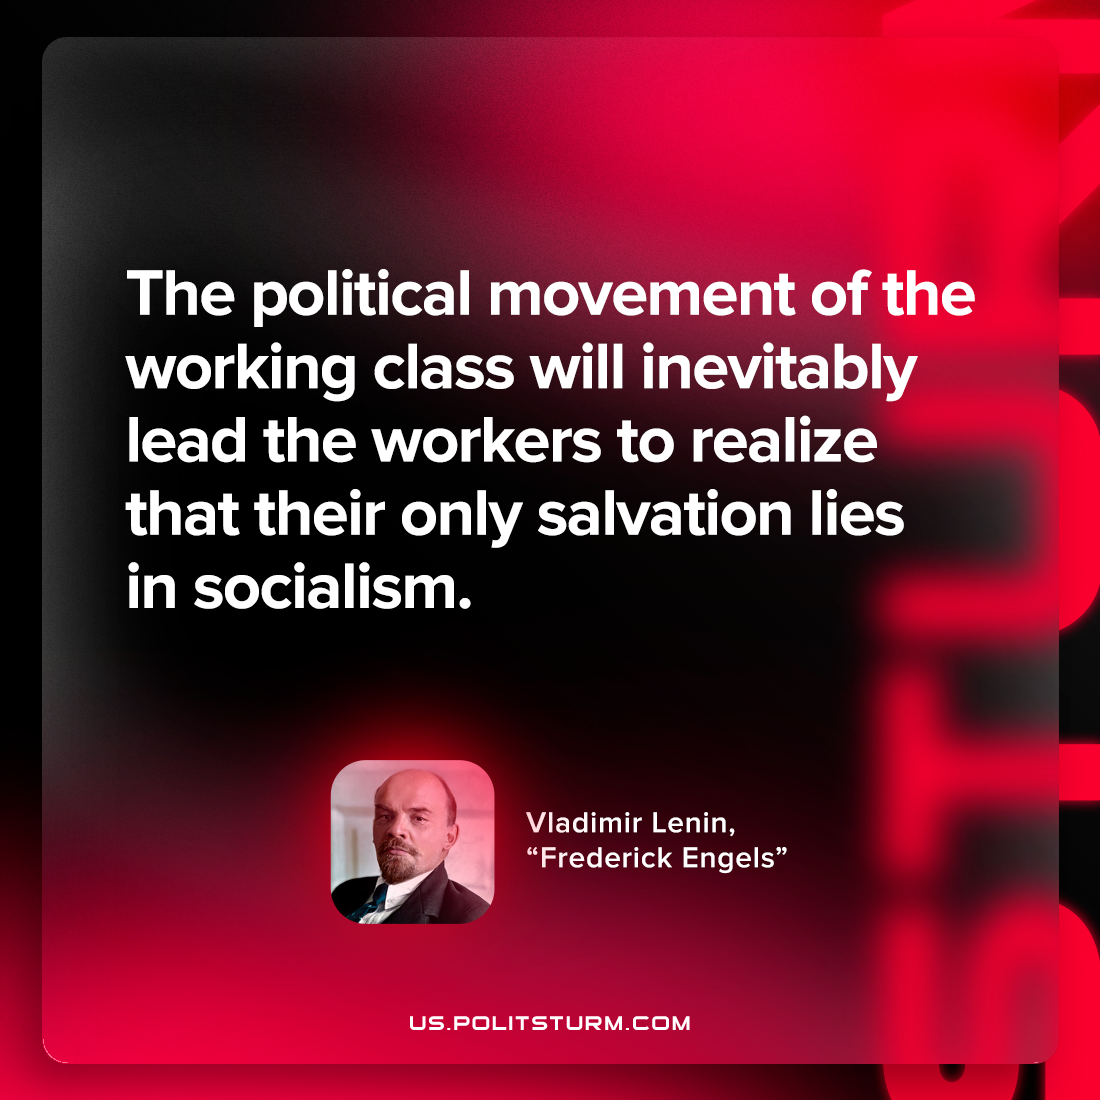 The political movement of the
working class will inevitably
lead the workers to realize
that their only salvation lies
in socialism.
Vladimir Lenin,
“Frederick Engels”
US.POLITSTURM.COM